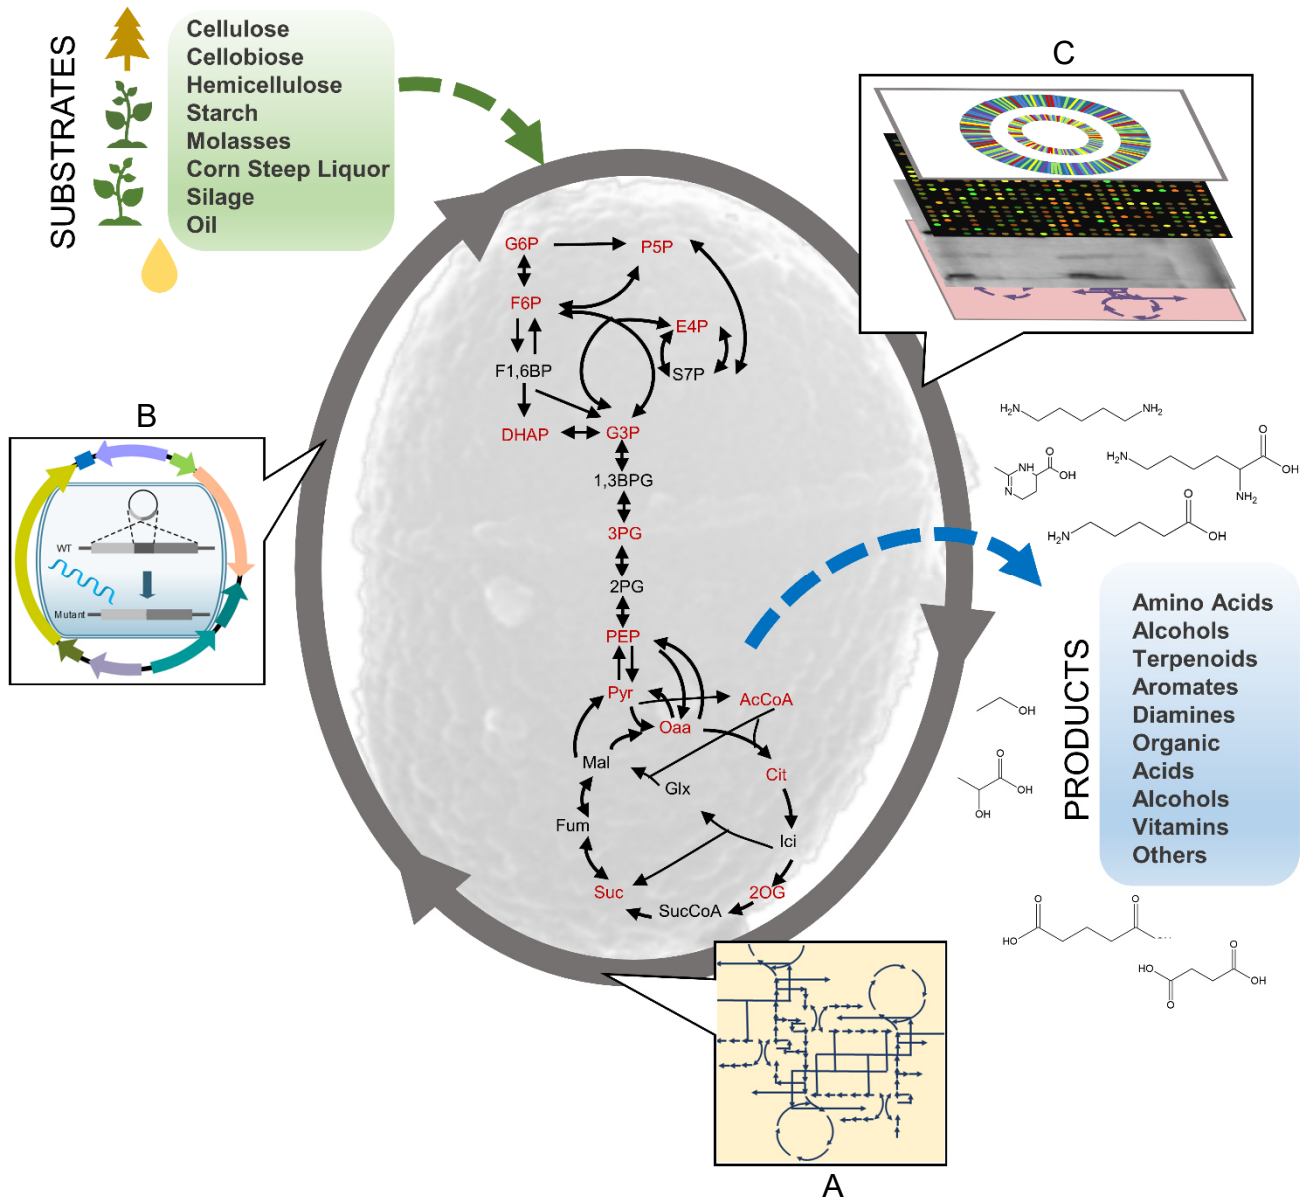 SUBSTRATES
Cellulose
Cellobiose
Hemicellulose
Starch
Molasses
Corn Steep Liquor
Silage
Oil
C
B
WT
Mutant
G6P
P5P
F6P
E4P
F1,6BP
S7P
DHAP
G3P
1,3BPG
3PG
2PG
PEP
Pyr
AcCoA
Oaa
Mal
Cit
Glx
Fum
Ici
Suc
2OG
SucCoA
H₂N
NH₂
NH
O
OH
N
H₂N
O
OH
NH₂
H₂N
O
OH
PRODUCTS
Amino Acids
Alcohols
Terpenoids
Aromates
Diamines
Organic
Acids
Alcohols
Vitamins
Others
OH
O
OH
OH
O
O
HO
O
HO
OH
O
A